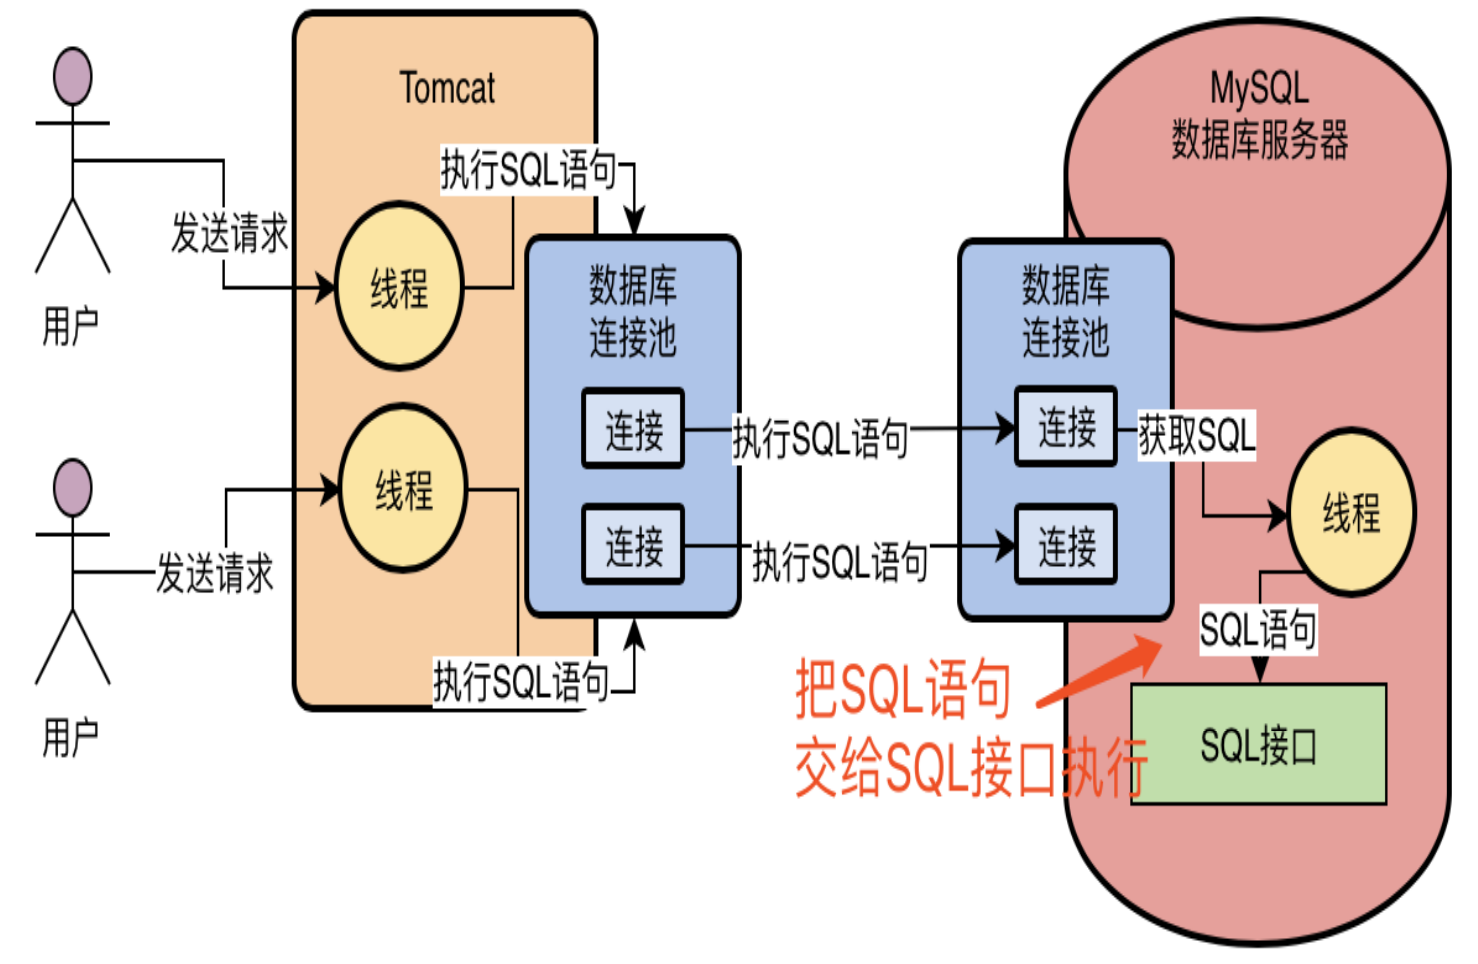 Tomcat
MySQL
数据库服务器
执行SQL语句
发送请求
线程
用户
数据库
连接池
数据库
连接池
连接
执行SQL语句
连接
获取SQL
线程
线程
连接
执行SQL语句
连接
发送请求
用户
执行SQL语句
SQL语句
把SQL语句
交给SQL接口执行
SQL接口